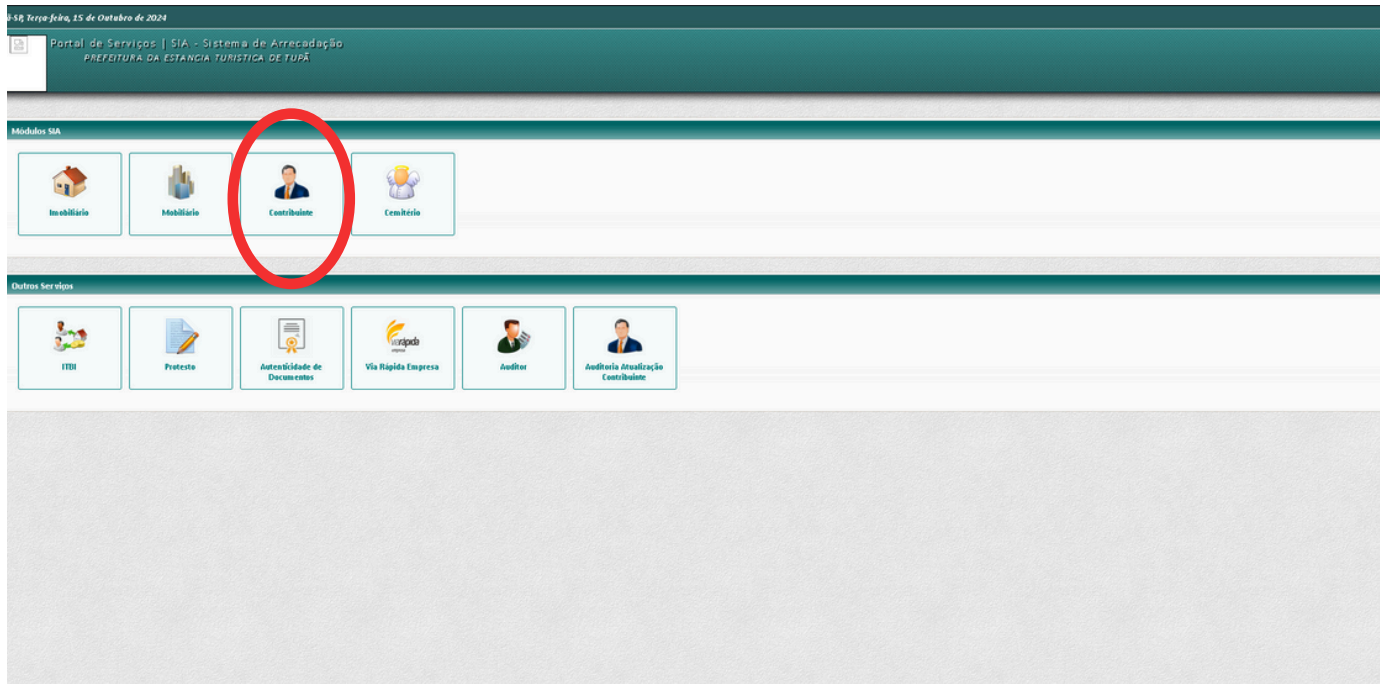 -SP, Terça-feira, 15 de Outubro de 2024
Portal de Serviços | SIA - Sistema de Arrecadação
PREFEITURA DA ESTANCIA TURISTICA DE TUPÃ
Módulos SIA
Imobiliário
Mobiliário
Contribuinte
Cemitério
Outros Serviços
ITBI
Protesto
Autenticidade de
Documentos
viarápida
empresa
Via Rápida Empresa
Auditor
Auditoria Atualização
Contribuinte